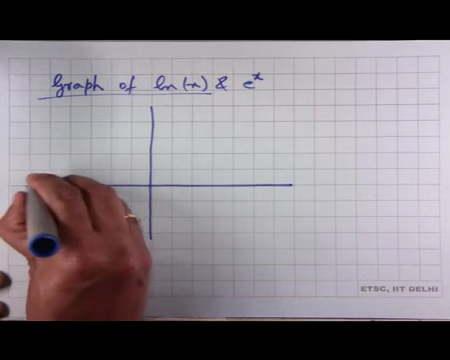 Graph of ln(x) & e^x
ETSC, IIT DELHI